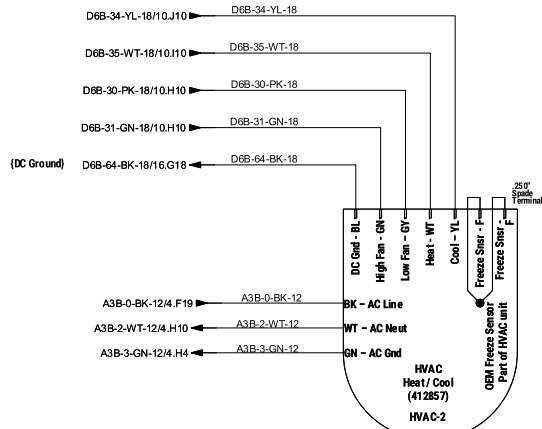 D6B-34-YL-18/10.J10 D6B-34-YL-18
D6B-35-WT-18/10.I10 D6B-35-WT-18
D6B-30-PK-18/10.H10 D6B-30-PK-18
D6B-31-GN-18/10.H10 D6B-31-GN-18
{DC Ground} D6B-64-BK-18/16.G18 D6B-64-BK-18
.250"
Spade
Terminal
DC Gnd - BL
High Fan - GN
Low Fan - GY
Heat - WT
Cool - YL
Freeze Snsr - F
Freeze Snsr -
F
A3B-0-BK-12/4.F19 A3B-0-BK-12 BK - AC Line
A3B-2-WT-12/4.H10 A3B-2-WT-12 WT - AC Neut
A3B-3-GN-12/4.H4 A3B-3-GN-12 GN - AC Gnd
OEM Freeze Sensor
Part of HVAC unit
HVAC
Heat / Cool
(412857)
HVAC-2